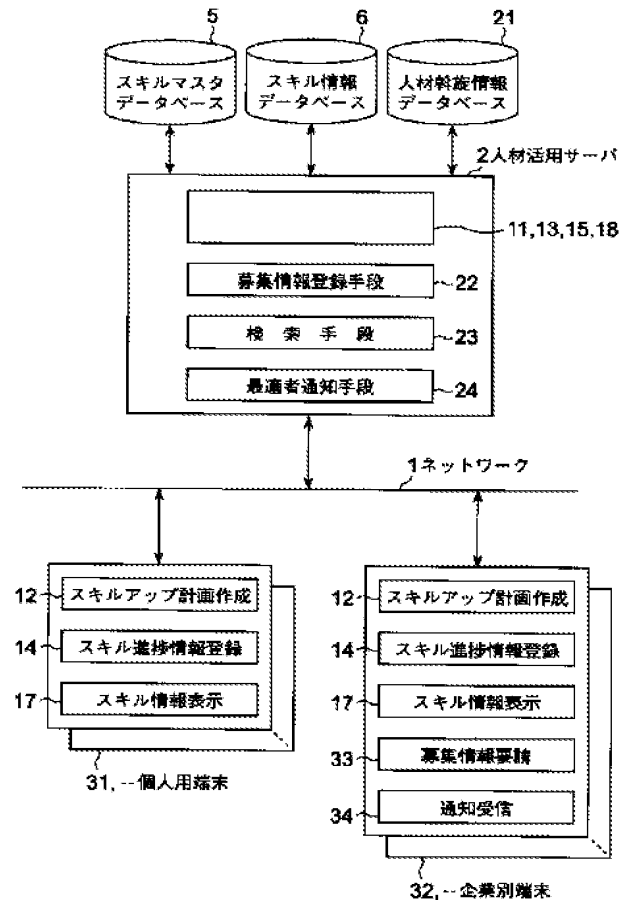 5
6
21
スキルマスタ
データベース
スキル情報
データベース
人材斡旋情報
データベース
2人材活用サーバ
11,13,15,18
募集情報登録手段
22
検索手段
23
最適者通知手段
24
1ネットワーク
12
スキルアップ計画作成
14
スキル進捗情報登録
17
スキル情報表示
31,--個人用端末
12
スキルアップ計画作成
14
スキル進捗情報登録
17
スキル情報表示
33
募集情報要請
34
通知受信
32,--企業別端末